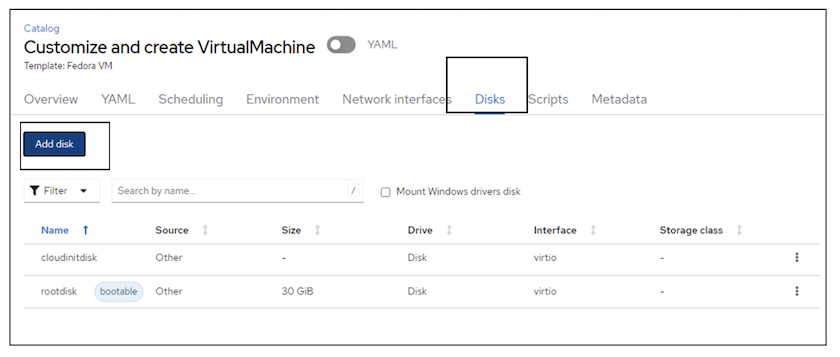 Catalog
Customize and create VirtualMachine YAML
Template: Fedora VM
Overview YAML Scheduling Environment Network interfaces Disks Scripts Metadata
Add disk
Filter Search by name... / Mount Windows drivers disk
Name Source Size Drive Interface Storage class
cloudinitdisk Other - Disk virtio -
rootdisk bootable Other 30 GiB Disk virtio -